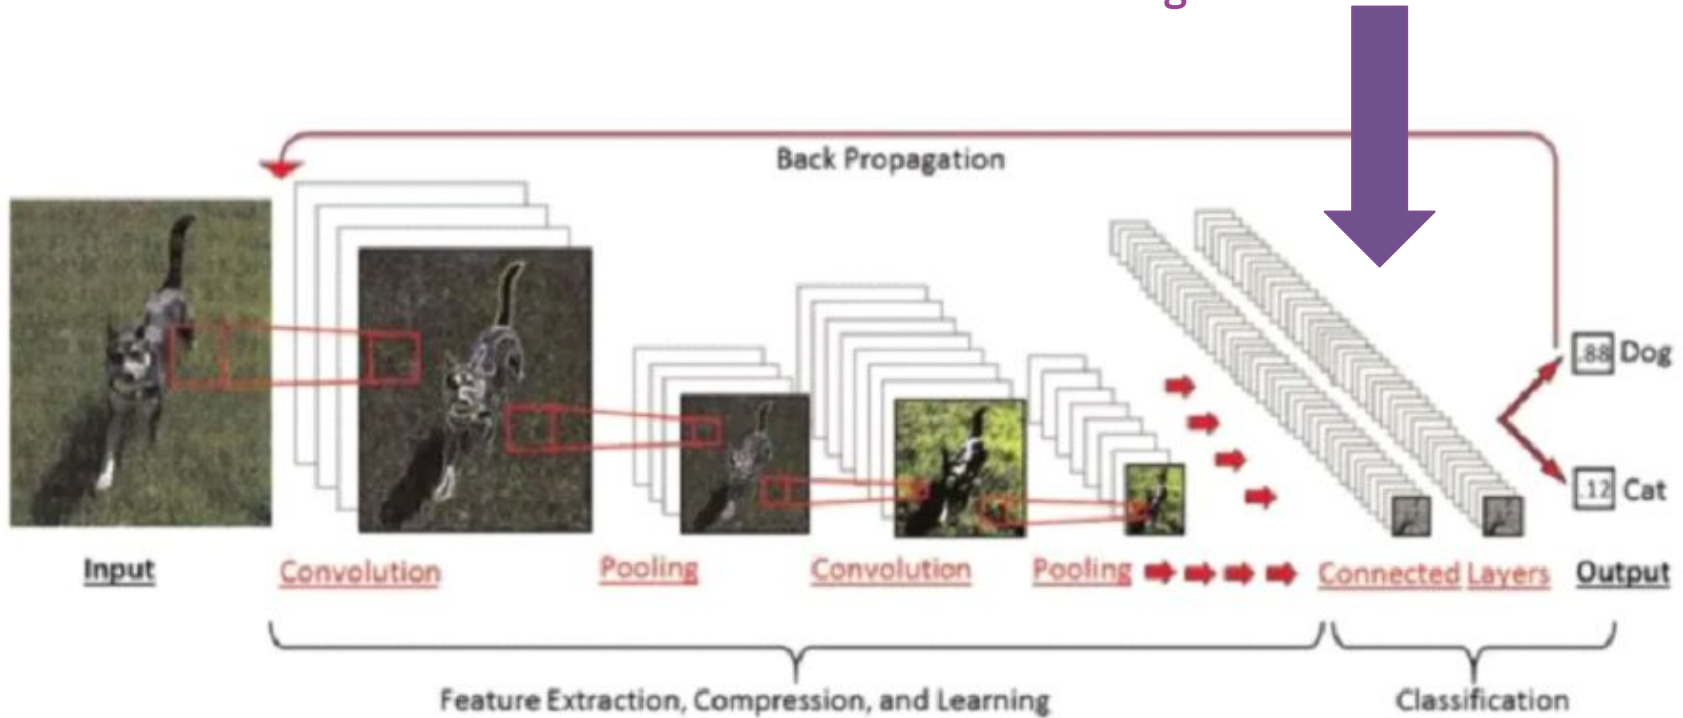 g
Back Propagation
.88 Dog
.12 Cat
Input Convolution Pooling Convolution Pooling Connected Layers Output
Feature Extraction, Compression, and Learning Classification